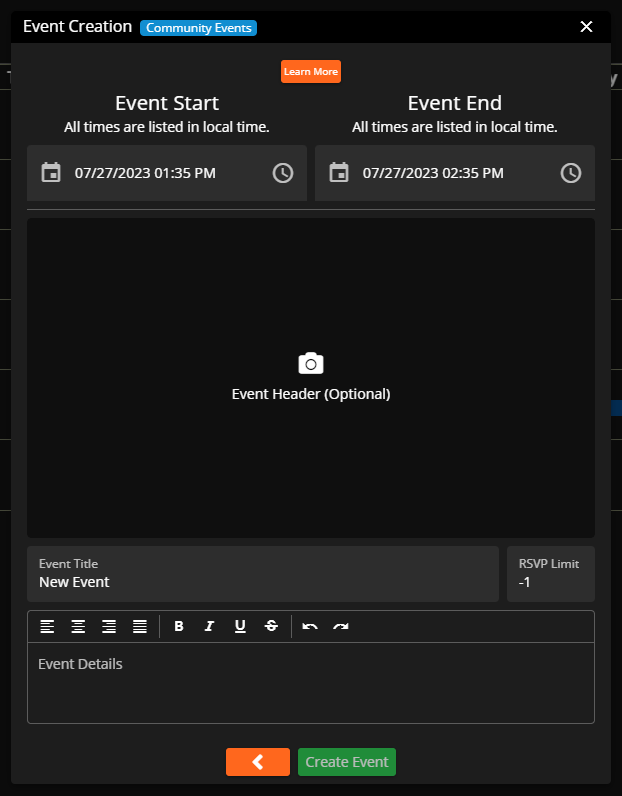 Event Creation Community Events
Learn More
Event Start
All times are listed in local time.
Event End
All times are listed in local time.
07/27/2023 01:35 PM
07/27/2023 02:35 PM
Event Header (Optional)
Event Title
New Event
RSVP Limit
-1
B I U S
Event Details
Create Event